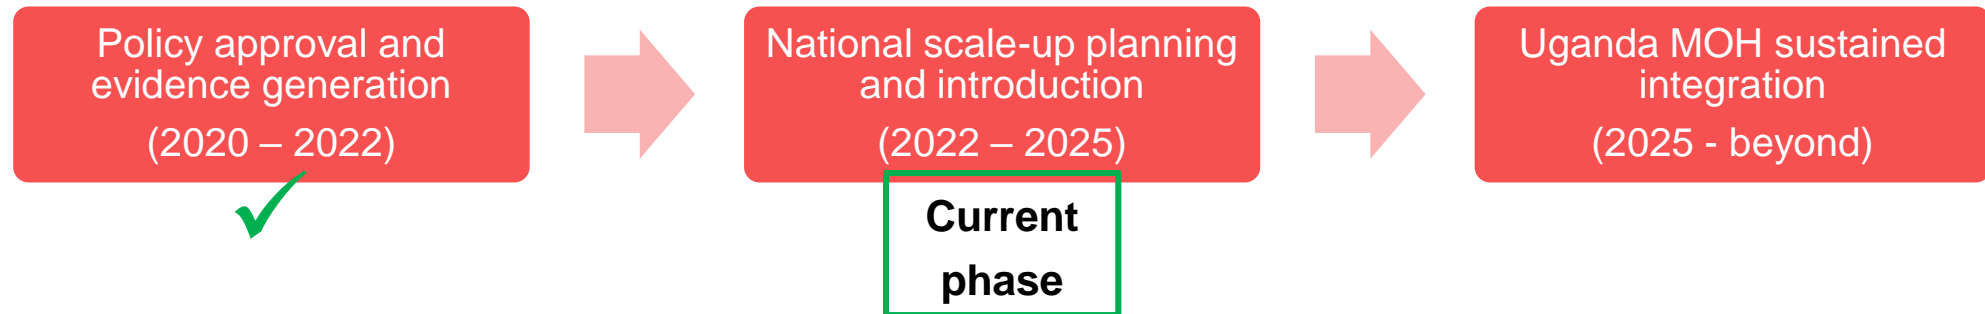 Policy approval and
evidence generation
(2020 – 2022)
National scale-up planning
and introduction
(2022 – 2025)
Current
phase
Uganda MOH sustained
integration
(2025 - beyond)